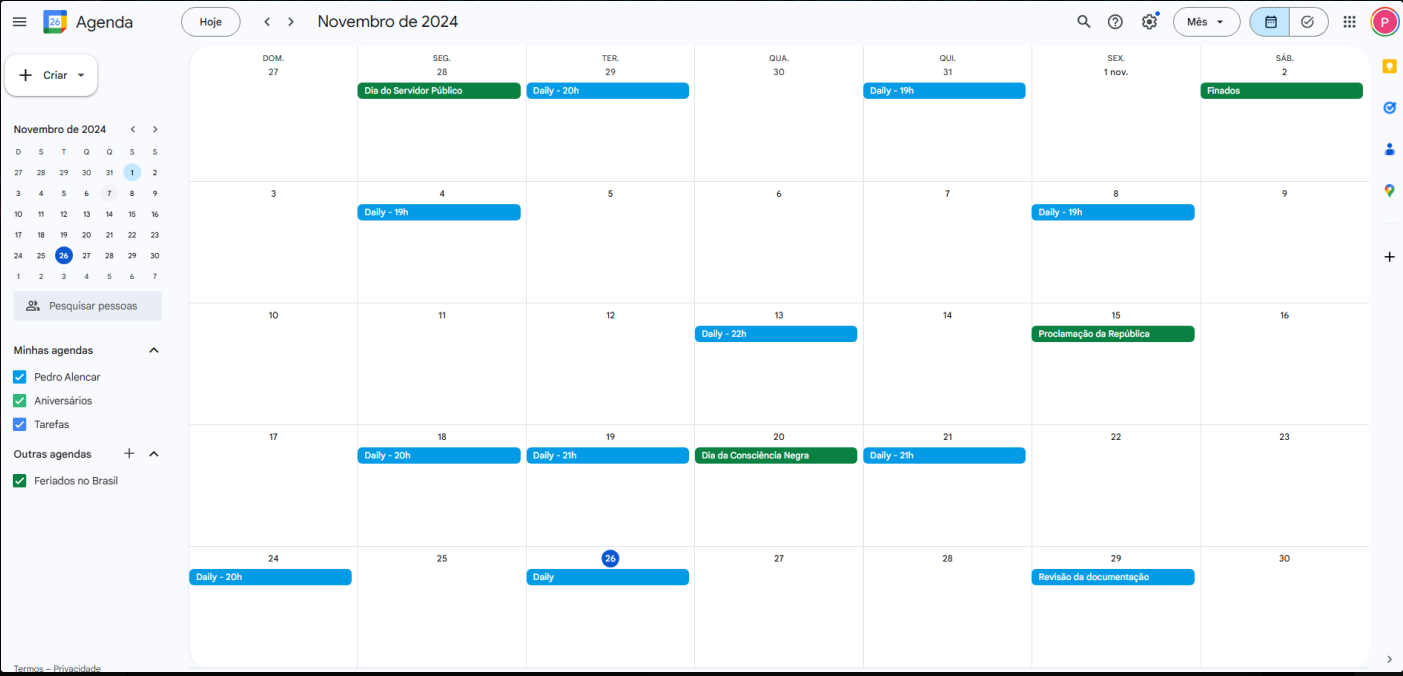 26 Agenda Hoje Novembro de 2024 Mês P
Criar
Novembro de 2024
D S T Q Q S S
27 28 29 30 31 1 2
3 4 5 6 7 8 9
10 11 12 13 14 15 16
17 18 19 20 21 22 23
24 25 26 27 28 29 30
1 2 3 4 5 6 7
Pesquisar pessoas
Minhas agendas
Pedro Alencar
Aniversários
Tarefas
Outras agendas
Feriados no Brasil
Termos – Privacidade
DOM. SEG. TER. QUA. QUI. SEX. SÁB.
27 28 29 30 31 1 nov. 2
Dia do Servidor Público Daily - 20h Daily - 19h Finados
3 4 5 6 7 8 9
Daily - 19h Daily - 19h
10 11 12 13 14 15 16
Daily - 22h Proclamação da República
17 18 19 20 21 22 23
Daily - 20h Daily - 21h Dia da Consciência Negra Daily - 21h
24 25 26 27 28 29 30
Daily - 20h Daily Revisão da documentação